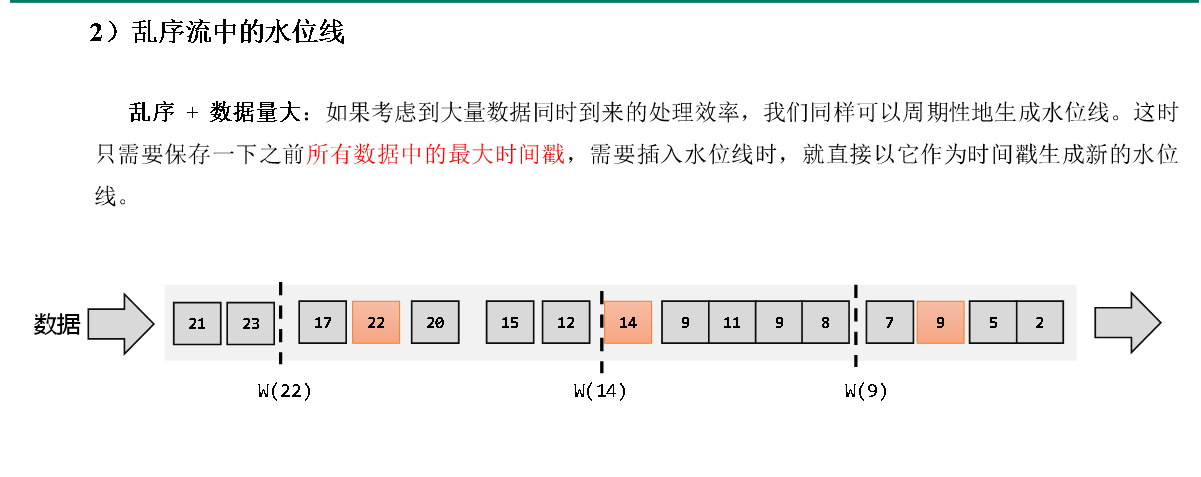 2）乱序流中的水位线
乱序 + 数据量大：如果考虑到大量数据同时到来的处理效率，我们同样可以周期性地生成水位线。这时
只需要保存一下之前所有数据中的最大时间戳，需要插入水位线时，就直接以它作为时间戳生成新的水位
线。
数据 21 23 17 22 20 15 12 14 9 11 9 8 7 9 5 2
W(22) W(14) W(9)